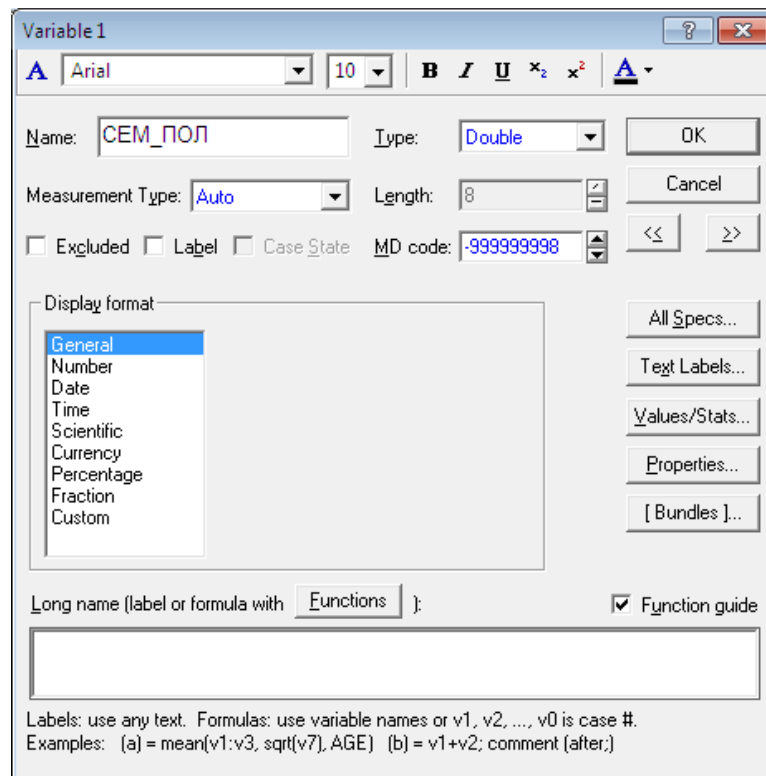 Variable 1
A Arial 10 B I U x₂ x² A
Name: СЕМ_ПОЛ Type: Double OK
Measurement Type: Auto Length: 8 Cancel
Excluded Label Case State MD code: -999999998 << >>
Display format
General
Number
Date
Time
Scientific
Currency
Percentage
Fraction
Custom
All Specs...
Text Labels...
Values/Stats...
Properties...
[ Bundles ]...
Long name (label or formula with Functions ): Function guide
Labels: use any text. Formulas: use variable names or v1, v2, ..., v0 is case #.
Examples: (a) = mean(v1:v3, sqrt(v7), AGE) (b) = v1+v2; comment (after;)